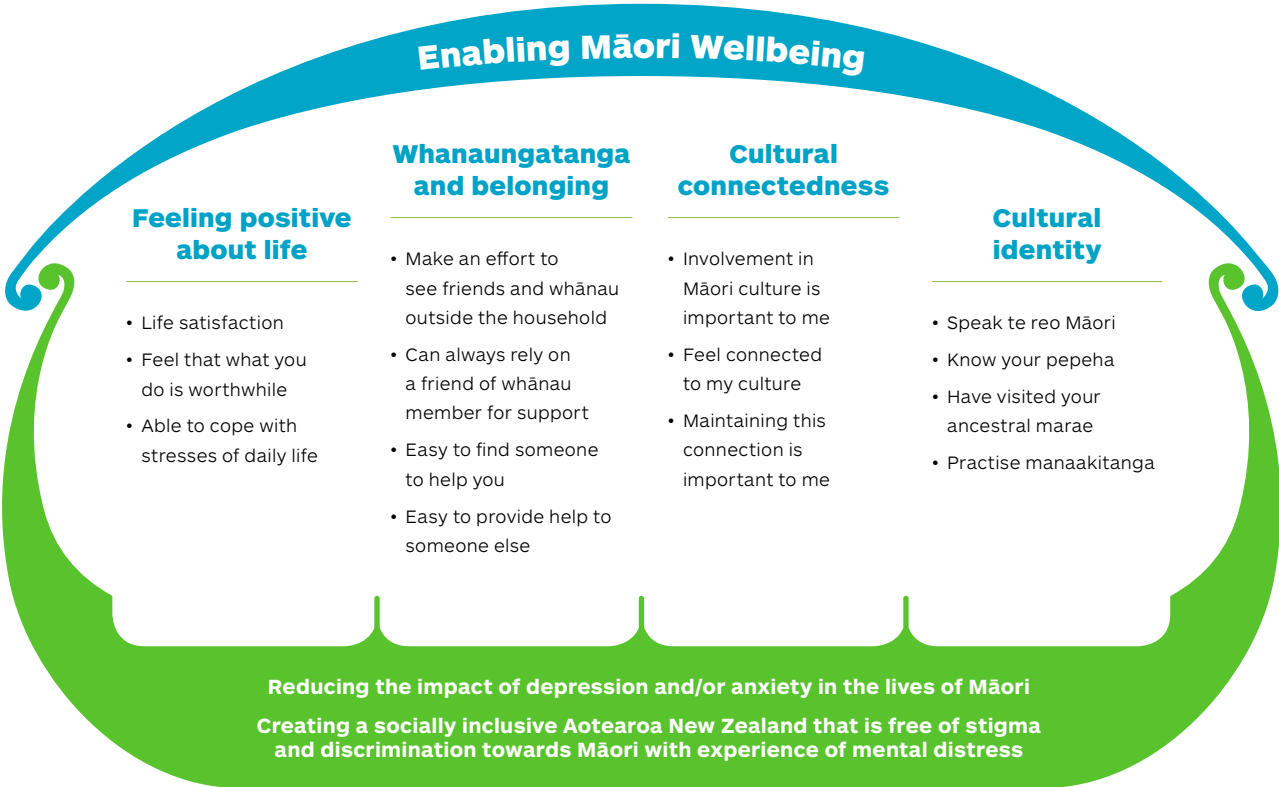 Enabling Māori Wellbeing
Feeling positive
about life
• Life satisfaction
• Feel that what you
do is worthwhile
• Able to cope with
stresses of daily life
Whanaungatanga
and belonging
• Make an effort to
see friends and whānau
outside the household
• Can always rely on
a friend of whānau
member for support
• Easy to find someone
to help you
• Easy to provide help to
someone else
Cultural
connectedness
• Involvement in
Māori culture is
important to me
• Feel connected
to my culture
• Maintaining this
connection is
important to me
Cultural
identity
• Speak te reo Māori
• Know your pepeha
• Have visited your
ancestral marae
• Practise manaakitanga
Reducing the impact of depression and/or anxiety in the lives of Māori
Creating a socially inclusive Aotearoa New Zealand that is free of stigma
and discrimination towards Māori with experience of mental distress